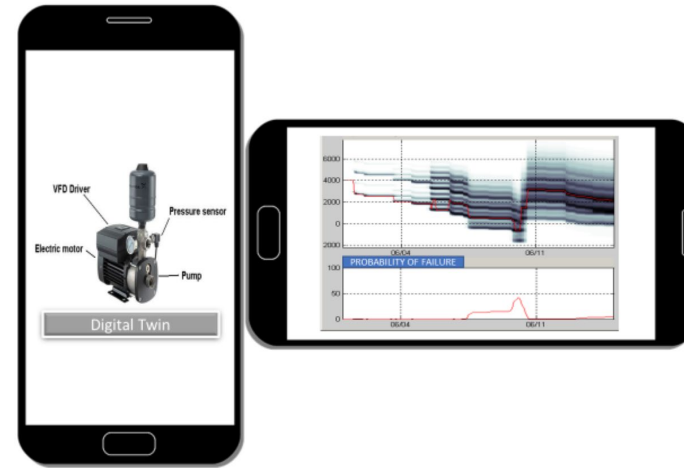 VFD Driver
Pressure sensor
Electric motor
Pump
Digital Twin
6000
4000
2000
0
2000
06/04
06/11
PROBABILITY OF FAILURE
100
50
0
06/04
06/11